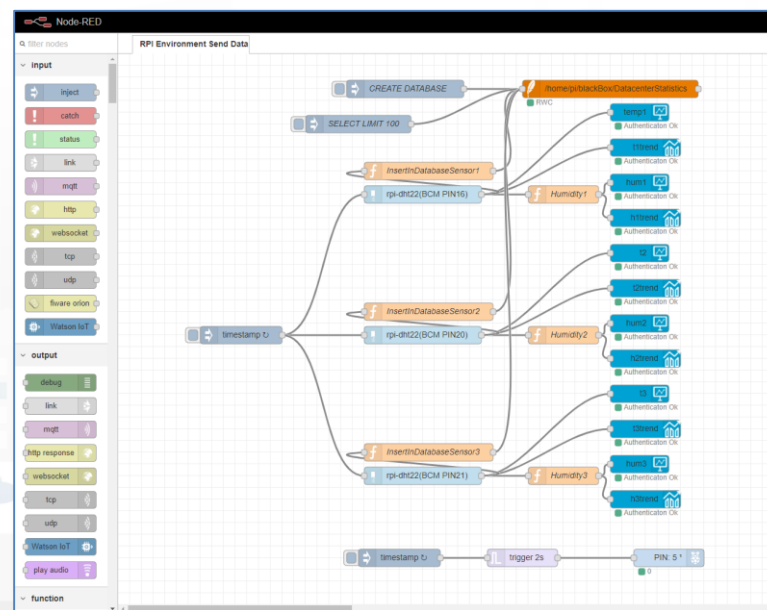 Node-RED
filter nodes
RPI Environment Send Data
input
inject
catch
status
link
mqtt
http
websocket
tcp
udp
fiware orion
Watson IoT
output
debug
link
mqtt
http response
websocket
tcp
udp
Watson IoT
play audio
function
CREATE DATABASE
/home/pi/blackBox/DatacenterStatistics
RWC
SELECT LIMIT 100
temp1
Authentication Ok
t1trend
Authentication Ok
InsertInDatabaseSensor1
rpi-dht22(BCM PIN16)
Humidity1
hum1
Authentication Ok
h1trend
Authentication Ok
t2
Authentication Ok
t2trend
Authentication Ok
InsertInDatabaseSensor2
timestamp ↻
rpi-dht22(BCM PIN20)
Humidity2
hum2
Authentication Ok
h2trend
Authentication Ok
t3
Authentication Ok
t3trend
Authentication Ok
InsertInDatabaseSensor3
rpi-dht22(BCM PIN21)
Humidity3
hum3
Authentication Ok
h3trend
Authentication Ok
timestamp ↻
trigger 2s
PIN: 5 ¹
0